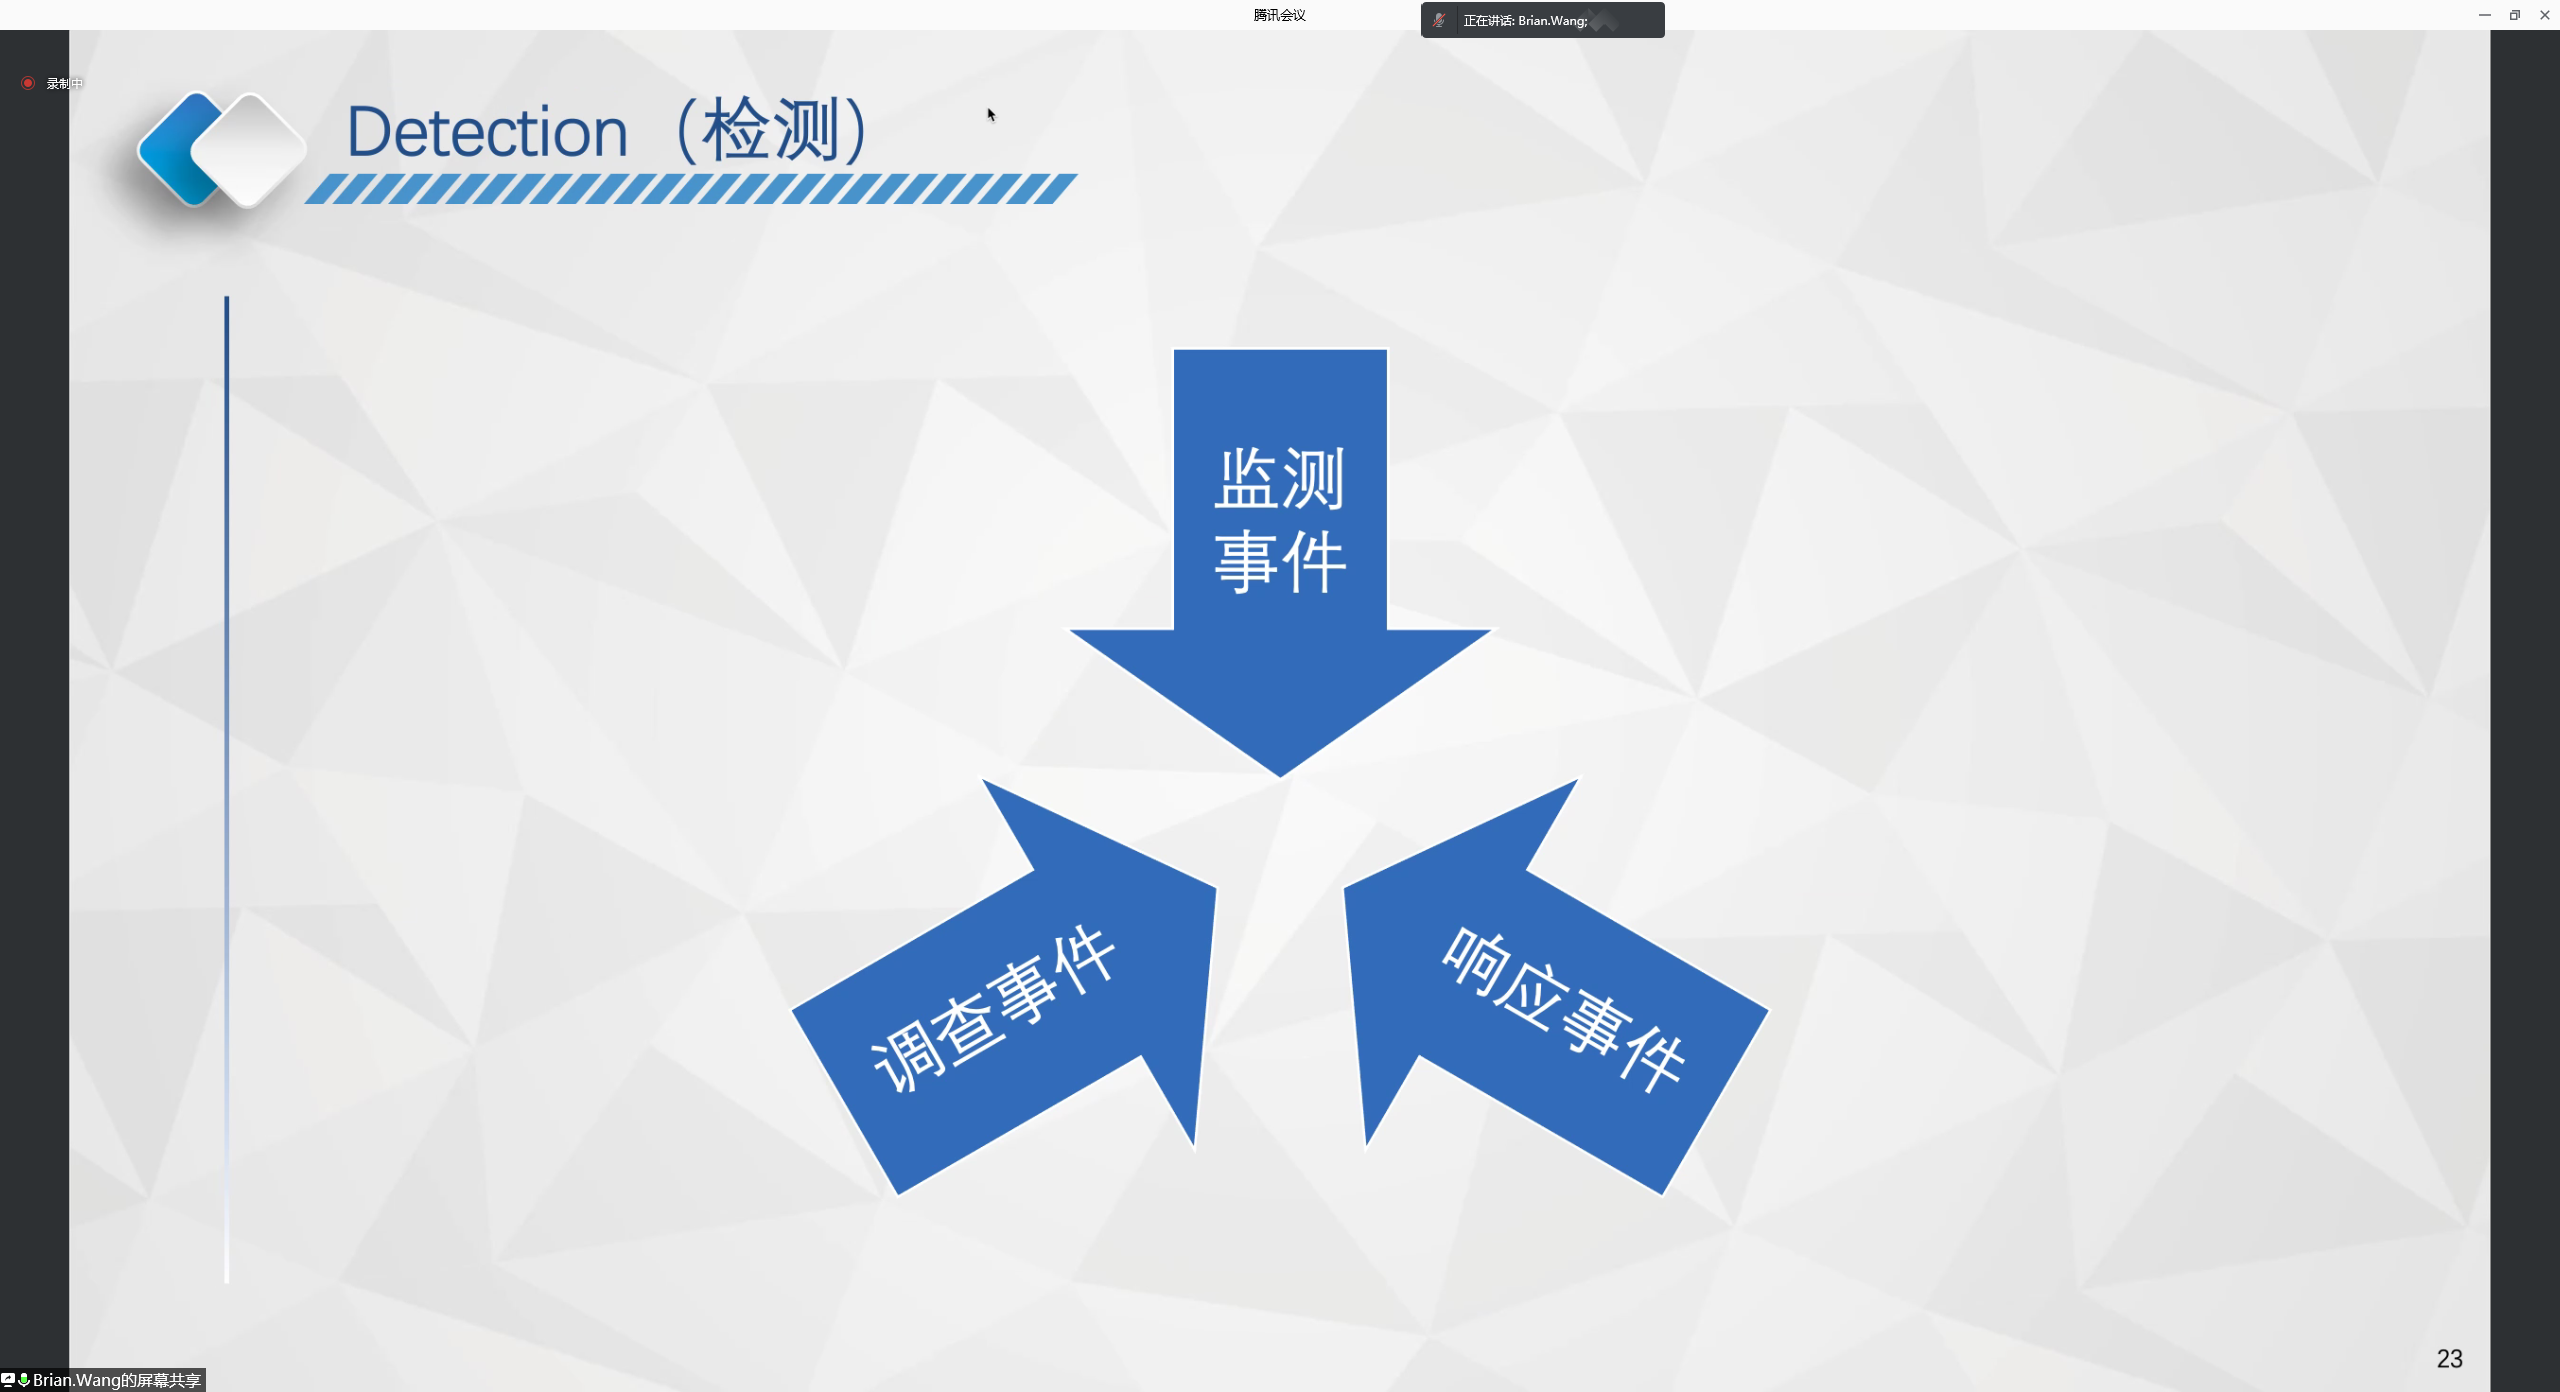 腾讯会议
正在讲话: Brian.Wang;
录制中
Detection（检测）
监测
事件
调查事件
响应事件
23
Brian.Wang的屏幕共享